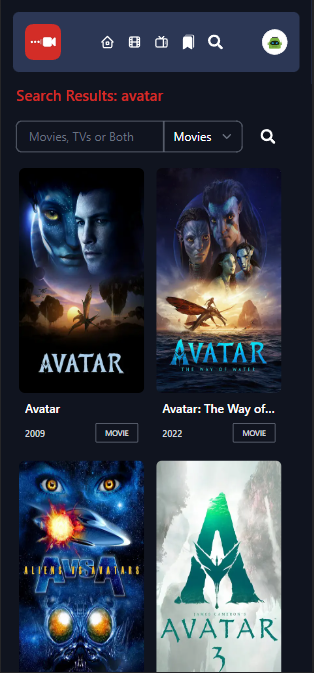 Search Results: avatar
Movies, TVs or Both
Movies
AVATAR
AVATAR
THE WAY OF WATER
Avatar
Avatar: The Way of...
2009
MOVIE
2022
MOVIE
ALIENS VS AVATARS
AVSA
JAMES CAMERON'S
AVATAR
3